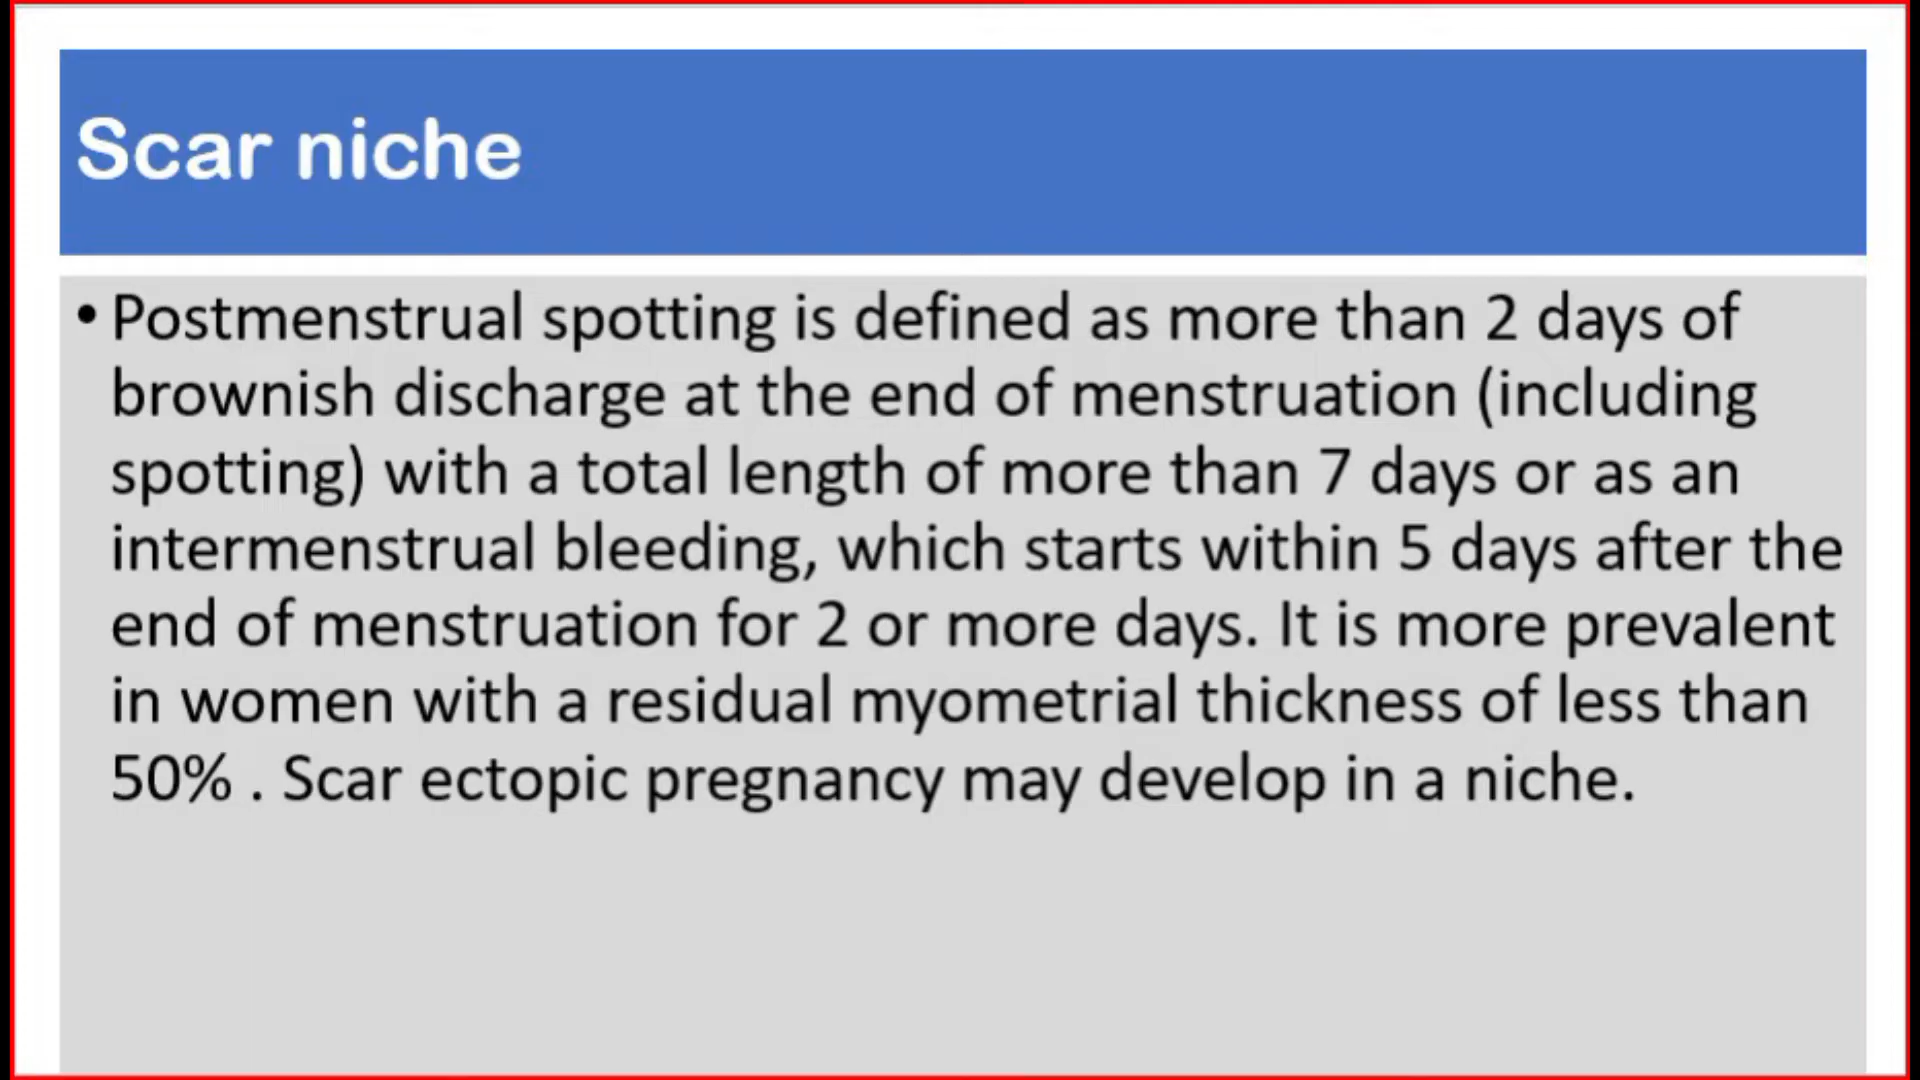 Scar niche
• Postmenstrual spotting is defined as more than 2 days of
brownish discharge at the end of menstruation (including
spotting) with a total length of more than 7 days or as an
intermenstrual bleeding, which starts within 5 days after the
end of menstruation for 2 or more days. It is more prevalent
in women with a residual myometrial thickness of less than
50% . Scar ectopic pregnancy may develop in a niche.